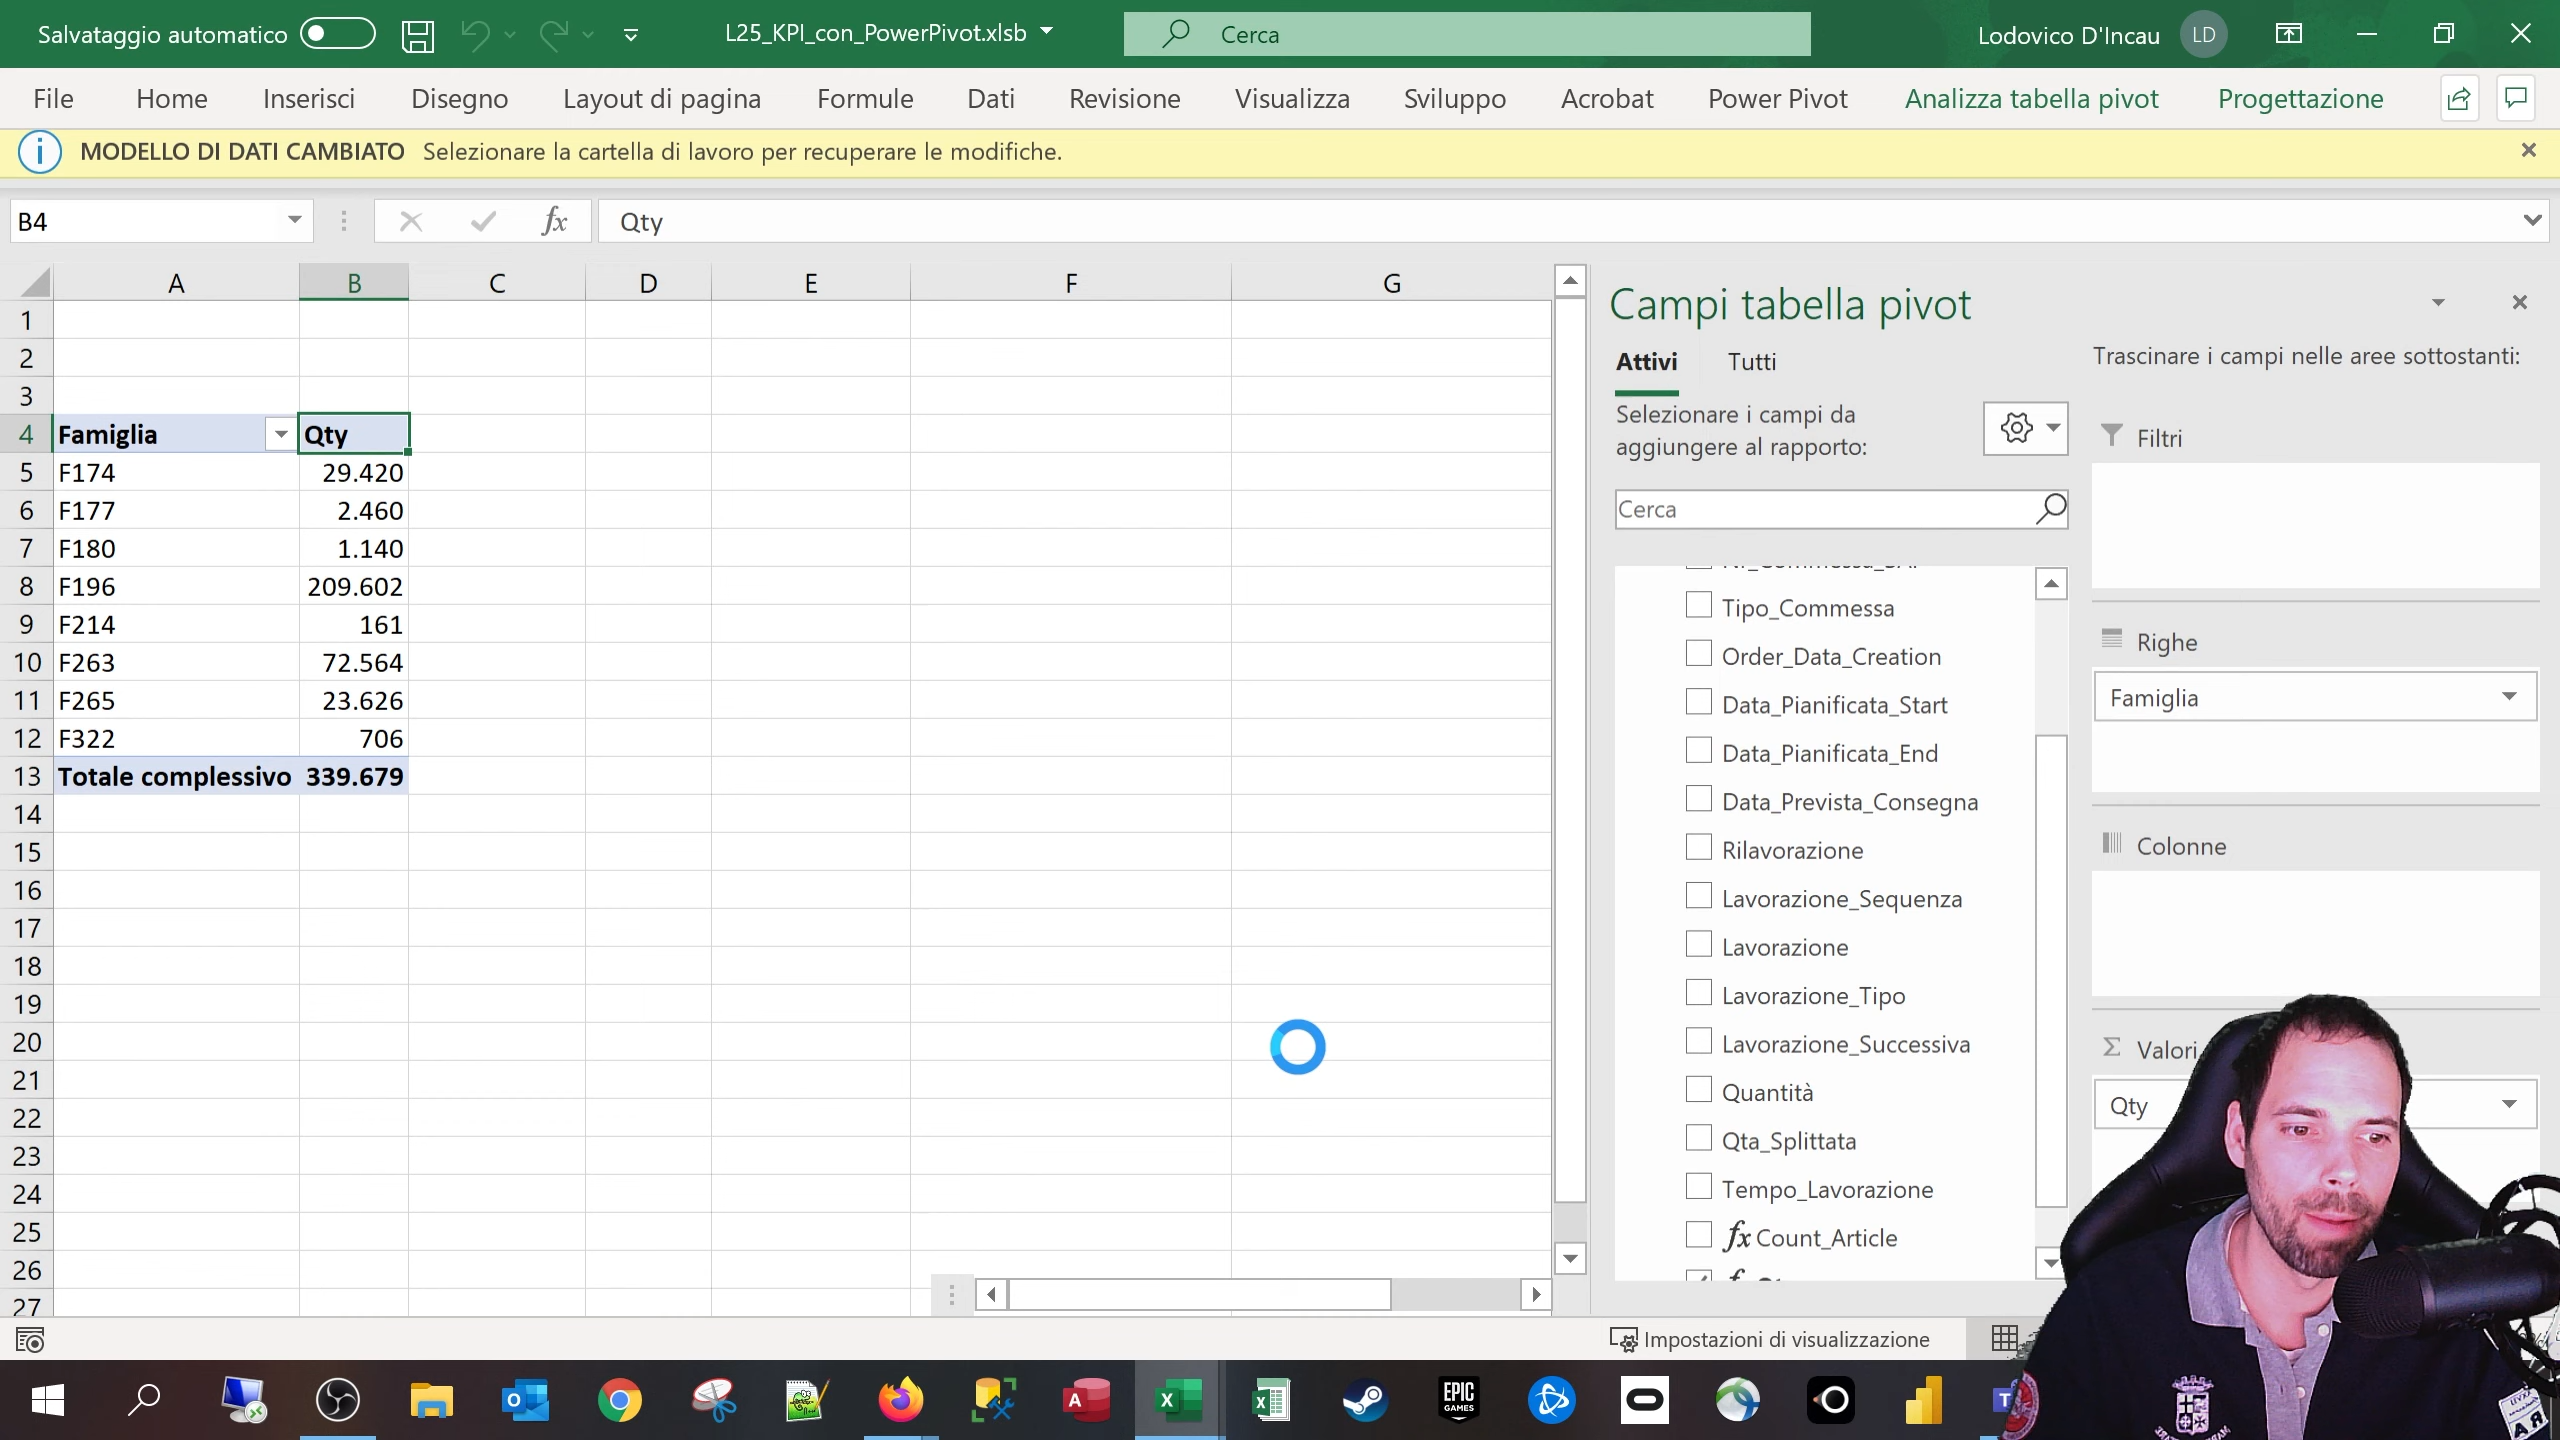 Salvataggio automatico
L25_KPI_con_PowerPivot.xlsb
Cerca
Lodovico D'Incau
LD
File
Home
Inserisci
Disegno
Layout di pagina
Formule
Dati
Revisione
Visualizza
Sviluppo
Acrobat
Power Pivot
Analizza tabella pivot
Progettazione
MODELLO DI DATI CAMBIATO Selezionare la cartella di lavoro per recuperare le modifiche.
B4
fx
Qty
A B C D E F G
1
2
3
4 Famiglia Qty
5 F174 29.420
6 F177 2.460
7 F180 1.140
8 F196 209.602
9 F214 161
10 F263 72.564
11 F265 23.626
12 F322 706
13 Totale complessivo 339.679
14
15
16
17
18
19
20
21
22
23
24
25
26
27
Campi tabella pivot
Attivi Tutti
Selezionare i campi da
aggiungere al rapporto:
Cerca
Tipo_Commessa
Order_Data_Creation
Data_Pianificata_Start
Data_Pianificata_End
Data_Prevista_Consegna
Rilavorazione
Lavorazione_Sequenza
Lavorazione
Lavorazione_Tipo
Lavorazione_Successiva
Quantità
Qta_Splittata
Tempo_Lavorazione
fx Count_Article
Trascinare i campi nelle aree sottostanti:
Filtri
Righe
Famiglia
Colonne
Σ Valori
Qty
Impostazioni di visualizzazione
EPIC
GAMES